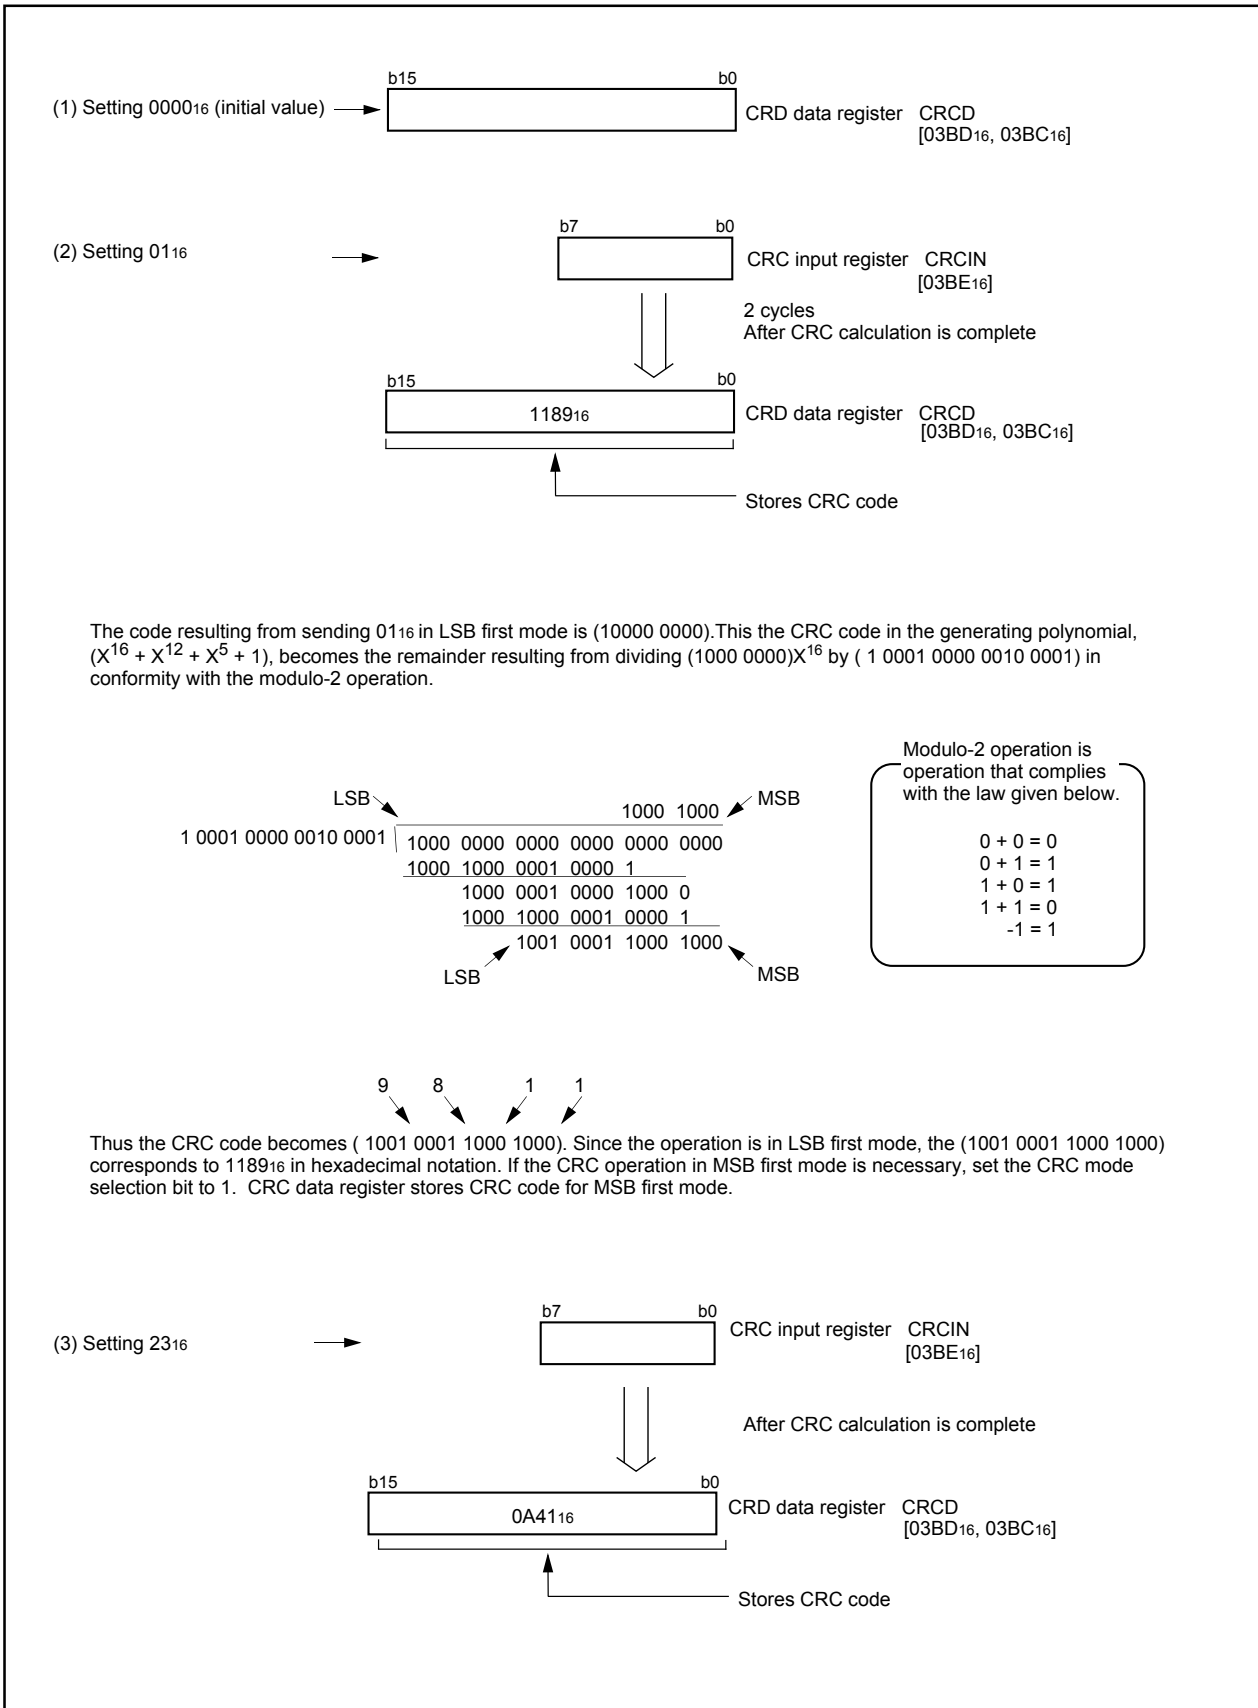 b15 b0
(1) Setting 000016 (initial value)
CRD data register CRCD
[03BD16, 03BC16]
b7 b0
(2) Setting 0116
CRC input register CRCIN
[03BE16]
2 cycles
After CRC calculation is complete
b15 b0
118916
CRD data register CRCD
[03BD16, 03BC16]
Stores CRC code
The code resulting from sending 0116 in LSB first mode is (10000 0000).This the CRC code in the generating polynomial,
(X16 + X12 + X5 + 1), becomes the remainder resulting from dividing (1000 0000)X16 by ( 1 0001 0000 0010 0001) in
conformity with the modulo-2 operation.
LSB
1000 1000
MSB
1 0001 0000 0010 0001
1000 0000 0000 0000 0000 0000
1000 1000 0001 0000 1
1000 0001 0000 1000 0
1000 1000 0001 0000 1
1001 0001 1000 1000
LSB
MSB
Modulo-2 operation is
operation that complies
with the law given below.
0 + 0 = 0
0 + 1 = 1
1 + 0 = 1
1 + 1 = 0
-1 = 1
9 8 1 1
Thus the CRC code becomes ( 1001 0001 1000 1000). Since the operation is in LSB first mode, the (1001 0001 1000 1000)
corresponds to 118916 in hexadecimal notation. If the CRC operation in MSB first mode is necessary, set the CRC mode
selection bit to 1. CRC data register stores CRC code for MSB first mode.
b7 b0
(3) Setting 2316
CRC input register CRCIN
[03BE16]
After CRC calculation is complete
b15 b0
0A4116
CRD data register CRCD
[03BD16, 03BC16]
Stores CRC code